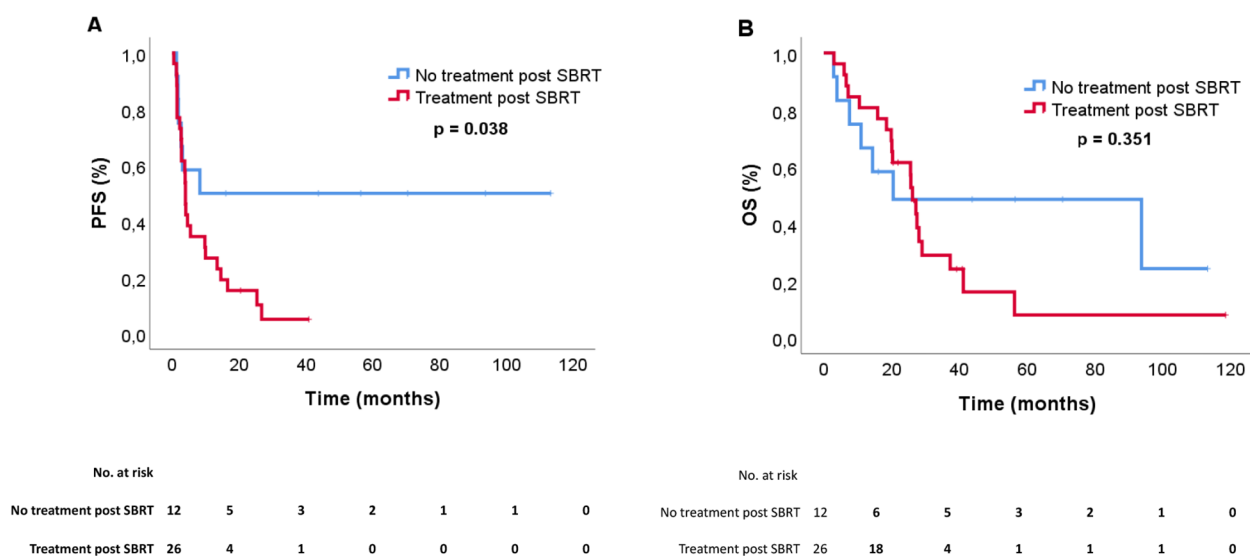 A
No treatment post SBRT
Treatment post SBRT
p = 0.038
1,0
0,8
0,6
0,4
0,2
0,0
PFS (%)
0 20 40 60 80 100 120
Time (months)
No. at risk
No treatment post SBRT 12 5 3 2 1 1 0
Treatment post SBRT 26 4 1 0 0 0 0
B
No treatment post SBRT
Treatment post SBRT
p = 0.351
1,0
0,8
0,6
0,4
0,2
0,0
OS (%)
0 20 40 60 80 100 120
Time (months)
No. at risk
No treatment post SBRT 12 6 5 3 2 1 0
Treatment post SBRT 26 18 4 1 1 1 0